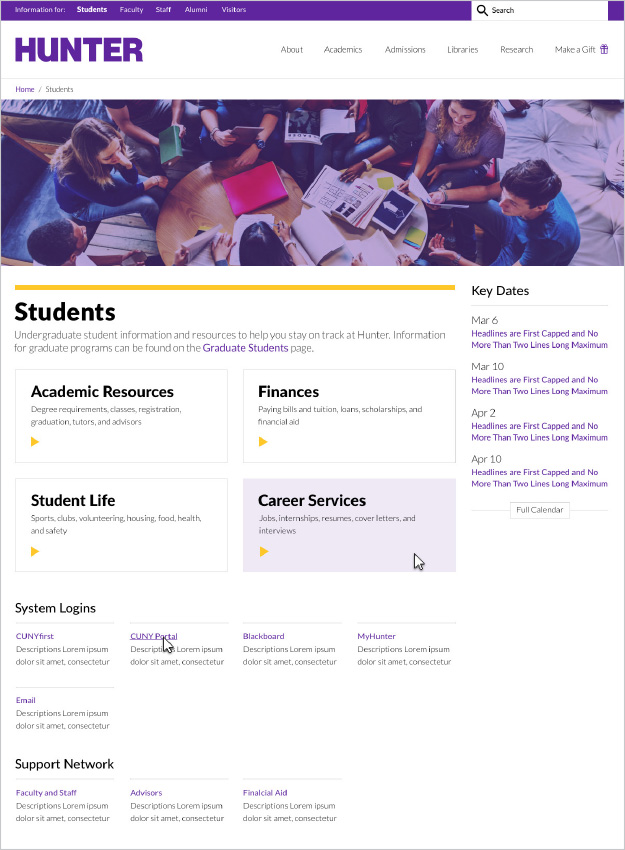 Information for: Students Faculty Staff Alumni Visitors
Search
HUNTER
About Academics Admissions Libraries Research Make a Gift
Home / Students
Students
Undergraduate student information and resources to help you stay on track at Hunter. Information
for graduate programs can be found on the Graduate Students page.
Academic Resources
Degree requirements, classes, registration,
graduation, tutors, and advisors
Finances
Paying bills and tuition, loans, scholarships, and
financial aid
Student Life
Sports, clubs, volunteering, housing, food, health,
and safety
Career Services
Jobs, internships, resumes, cover letters, and
interviews
Key Dates
Mar 6
Headlines are First Capped and No
More Than Two Lines Long Maximum
Mar 10
Headlines are First Capped and No
More Than Two Lines Long Maximum
Apr 2
Headlines are First Capped and No
More Than Two Lines Long Maximum
Apr 10
Headlines are First Capped and No
More Than Two Lines Long Maximum
Full Calendar
System Logins
CUNYfirst
Descriptions Lorem ipsum
dolor sit amet, consectetur
CUNY Portal
Descriptions Lorem ipsum
dolor sit amet, consectetur
Blackboard
Descriptions Lorem ipsum
dolor sit amet, consectetur
MyHunter
Descriptions Lorem ipsum
dolor sit amet, consectetur
Email
Descriptions Lorem ipsum
dolor sit amet, consectetur
Support Network
Faculty and Staff
Descriptions Lorem ipsum
dolor sit amet, consectetur
Advisors
Descriptions Lorem ipsum
dolor sit amet, consectetur
Finalcial Aid
Descriptions Lorem ipsum
dolor sit amet, consectetur